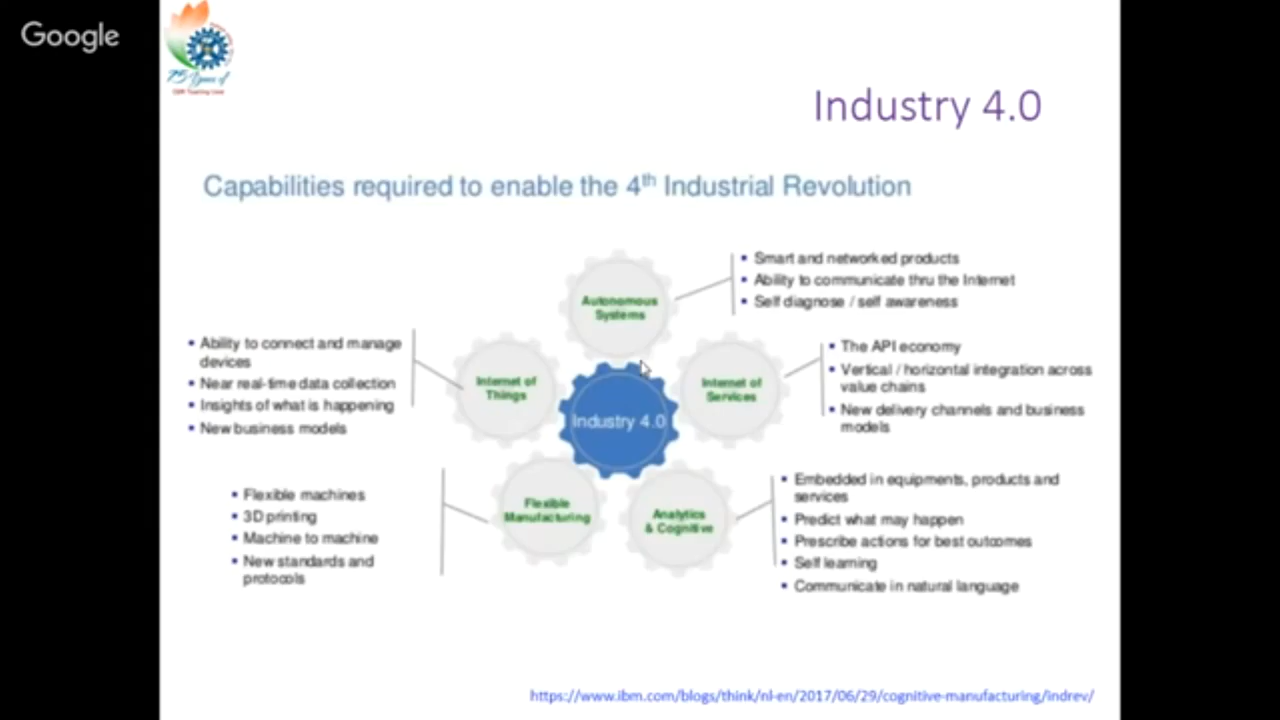 Google
75 Years of
Industry 4.0
Capabilities required to enable the 4th Industrial Revolution
Autonomous
Systems
▪ Smart and networked products
▪ Ability to communicate thru the Internet
▪ Self diagnose / self awareness
▪ Ability to connect and manage
devices
▪ Near real-time data collection
▪ Insights of what is happening
▪ New business models
Internet of
Things
Industry 4.0
Internet of
Services
▪ The API economy
▪ Vertical / horizontal integration across
value chains
▪ New delivery channels and business
models
▪ Flexible machines
▪ 3D printing
▪ Machine to machine
▪ New standards and
protocols
Flexible
Manufacturing
Analytics
& Cognitive
▪ Embedded in equipments, products and
services
▪ Predict what may happen
▪ Prescribe actions for best outcomes
▪ Self learning
▪ Communicate in natural language
https://www.ibm.com/blogs/think/nl-en/2017/06/29/cognitive-manufacturing/indrev/